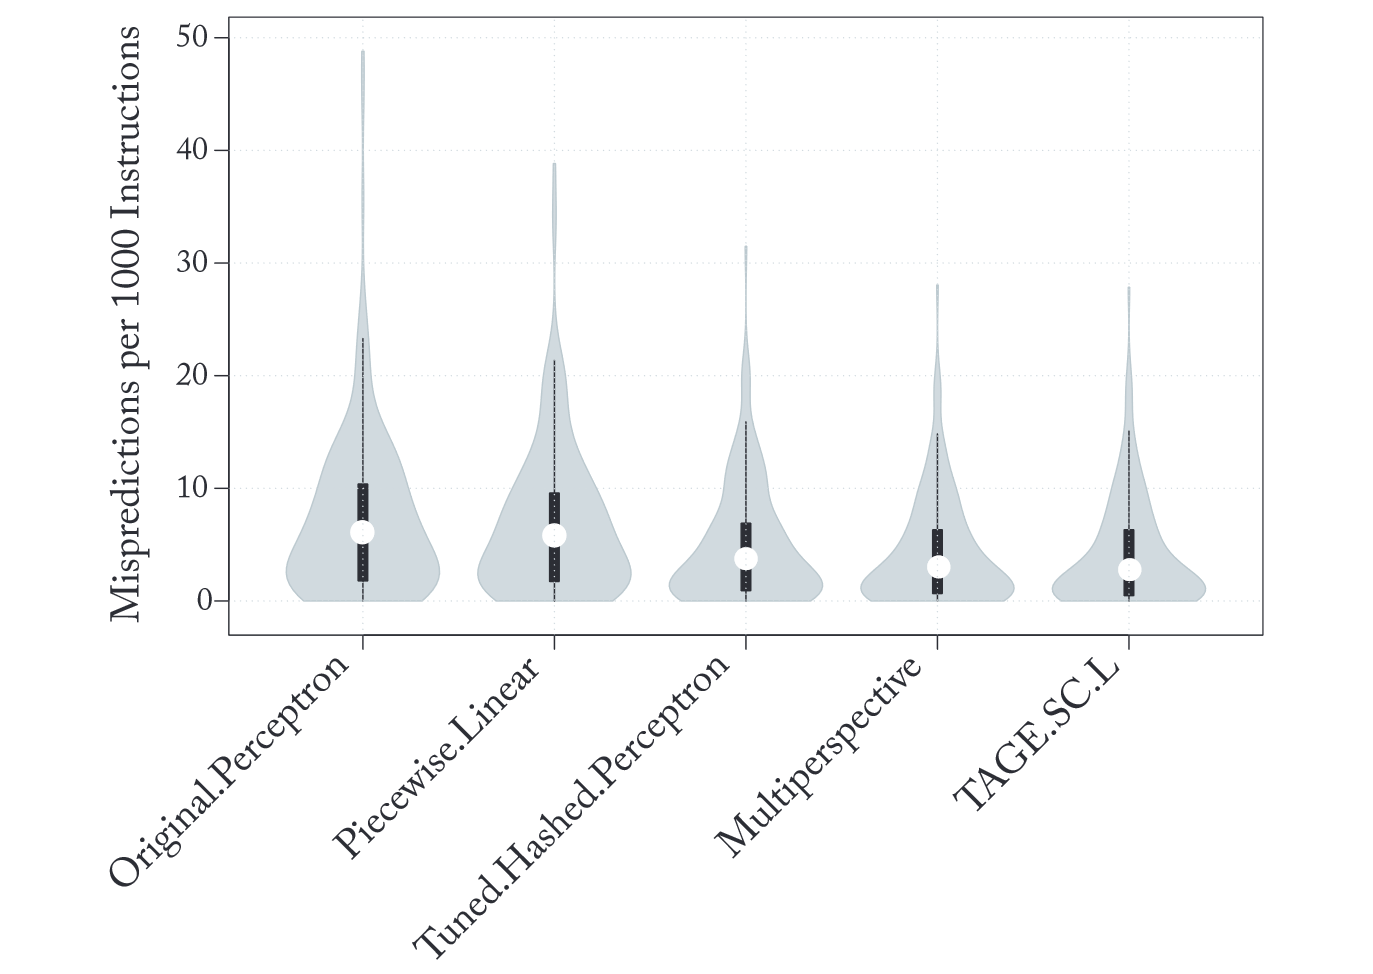 Mispredictions per 1000 Instructions
50
40
30
20
10
0
Original.Perceptron
Piecewise.Linear
Tuned.Hashed.Perceptron
Multiperspective
TAGE.SC.L